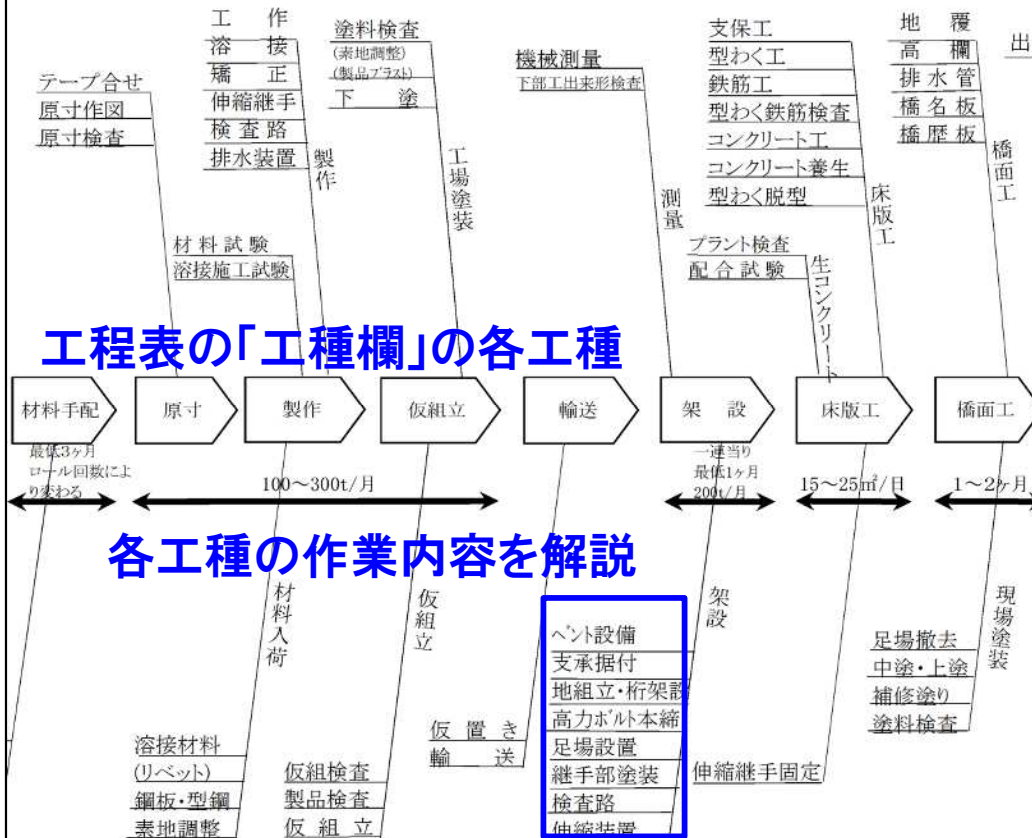 テープ合せ
原寸作図
原寸検査
工作
溶接
矯正
伸縮継手
検査路
排水装置
製作
材料試験
溶接施工試験
塗料検査
(素地調整)
(製品ブラスト)
下塗
工場塗装
機械測量
下部工出来形検査
測量
支保工
型わく工
鉄筋工
型わく鉄筋検査
コンクリート工
コンクリート養生
型わく脱型
床版工
プラント検査
配合試験
生コンクリート
地覆
高欄
排水管
橋名板
橋歴板
橋面工
出
工程表の「工種欄」の各工種
材料手配
原寸
製作
仮組立
輸送
架設
床版工
橋面工
最低3ヶ月
ロール回数によ
り変わる
100～300t/月
一連当り
最低1ヶ月
200t/月
15～25㎡/日
1～2ヶ月
各工種の作業内容を解説
材料入荷
溶接材料
(リベット)
鋼板・型鋼
素地調整
仮組立
仮組検査
製品検査
仮組立
仮置き
輸送
架設
ベント設備
支承据付
地組立・桁架設
高力ボルト本締
足場設置
継手部塗装
検査路
伸縮装置
伸縮継手固定
現場塗装
足場撤去
中塗・上塗
補修塗り
塗料検査